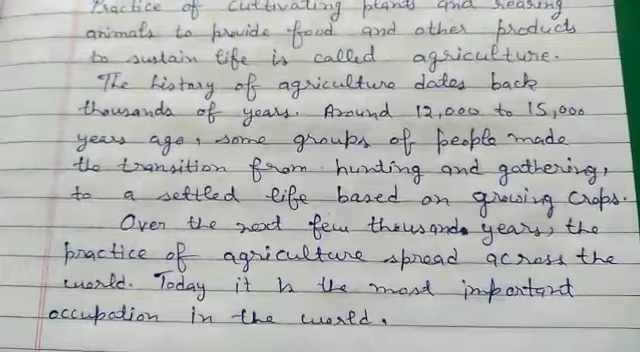 Practice of cultivating plants and rearing
animals to provide food and other products
to sustain life is called agriculture.
The history of agriculture dates back
thousands of years. Around 12,000 to 15,000
years ago, some groups of people made
the transition from hunting and gathering,
to a settled life based on growing crops.
Over the next few thousand years, the
practice of agriculture spread across the
world. Today it is the most important
occupation in the world.